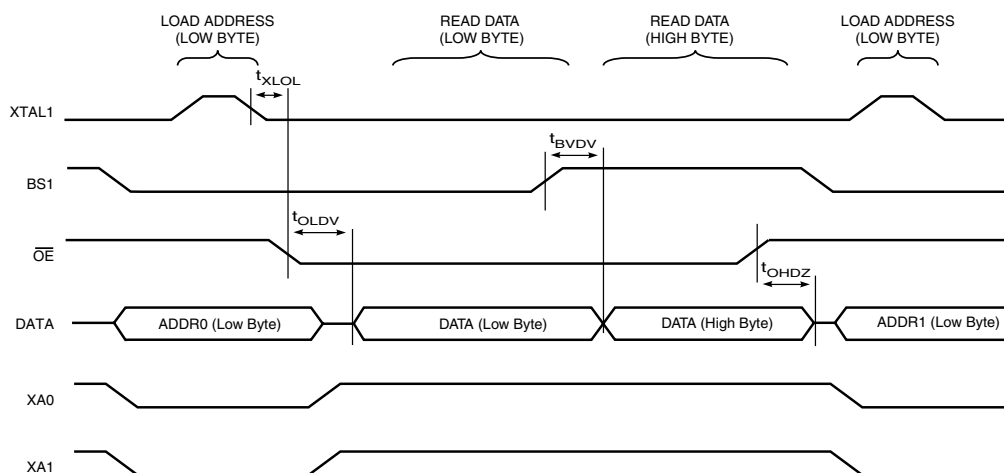 LOAD ADDRESS
(LOW BYTE)
READ DATA
(LOW BYTE)
READ DATA
(HIGH BYTE)
LOAD ADDRESS
(LOW BYTE)
tXLOL
XTAL1
tBVDV
BS1
tOLDV
OE
tOHDZ
DATA
ADDR0 (Low Byte)
DATA (Low Byte)
DATA (High Byte)
ADDR1 (Low Byte)
XA0
XA1